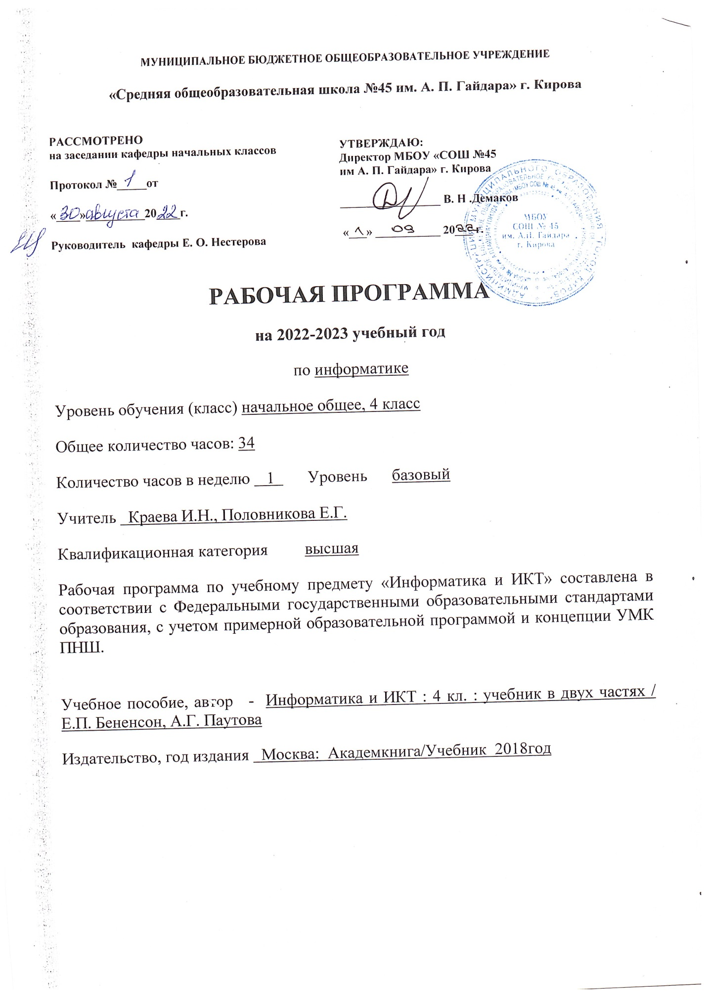 МУНИЦИПАЛЬНОЕ БЮДЖЕТНОЕ ОБЩЕОБРАЗОВАТЕЛЬНОЕ УЧРЕЖДЕНИЕ
«Средняя общеобразовательная школа №45 им. А. П. Гайдара» г. Кирова
РАССМОТРЕНО
на заседании кафедры начальных классов
Протокол № 1 от
«30» августа 2022 г.
Руководитель кафедры Е. О. Нестерова
УТВЕРЖДАЮ:
Директор МБОУ «СОШ №45
им А. П. Гайдара» г. Кирова
В. Н .Демаков
«1» 09 2022 г.
МБОУ
СОШ № 45
им. А.П. Гайдара
г. Кирова
РАБОЧАЯ ПРОГРАММА
на 2022-2023 учебный год
по информатике
Уровень обучения (класс) начальное общее, 4 класс
Общее количество часов: 34
Количество часов в неделю 1 Уровень базовый
Учитель Краева И.Н., Половникова Е.Г.
Квалификационная категория высшая
Рабочая программа по учебному предмету «Информатика и ИКТ» составлена в
соответствии с Федеральными государственными образовательными стандартами
образования, с учетом примерной образовательной программой и концепции УМК
ПНШ.
Учебное пособие, автор - Информатика и ИКТ : 4 кл. : учебник в двух частях /
Е.П. Бененсон, А.Г. Паутова
Издательство, год издания Москва: Академкнига/Учебник 2018год